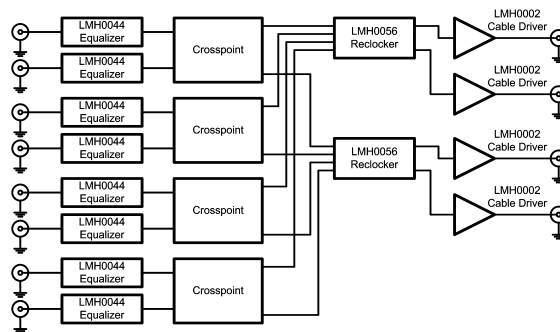 LMH0044
Equalizer
LMH0044
Equalizer
Crosspoint
LMH0056
Reclocker
LMH0002
Cable Driver
LMH0002
Cable Driver
LMH0044
Equalizer
LMH0044
Equalizer
Crosspoint
LMH0056
Reclocker
LMH0002
Cable Driver
LMH0002
Cable Driver
LMH0044
Equalizer
LMH0044
Equalizer
Crosspoint
LMH0044
Equalizer
LMH0044
Equalizer
Crosspoint